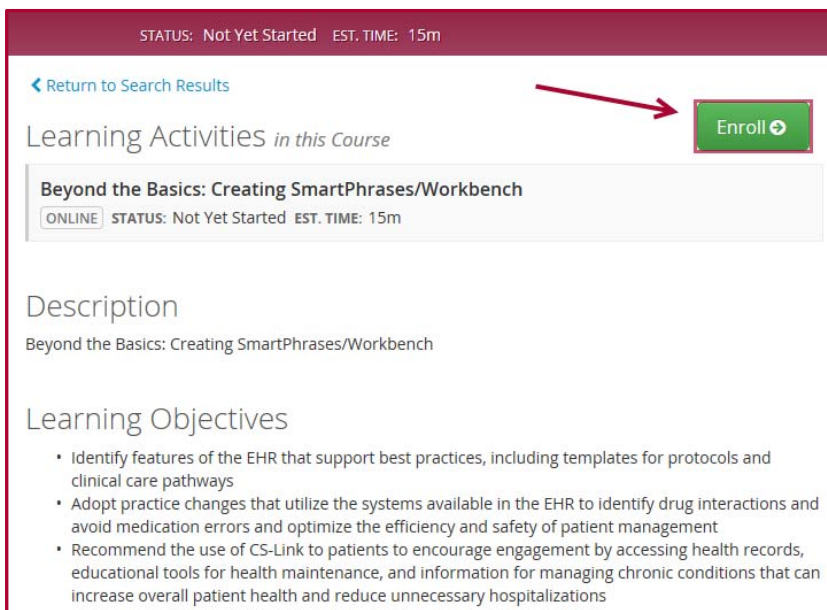 STATUS: Not Yet Started EST. TIME: 15m
Return to Search Results
Enroll
Learning Activities in this Course
Beyond the Basics: Creating SmartPhrases/Workbench
ONLINE STATUS: Not Yet Started EST. TIME: 15m
Description
Beyond the Basics: Creating SmartPhrases/Workbench
Learning Objectives
• Identify features of the EHR that support best practices, including templates for protocols and
clinical care pathways
• Adopt practice changes that utilize the systems available in the EHR to identify drug interactions and
avoid medication errors and optimize the efficiency and safety of patient management
• Recommend the use of CS-Link to patients to encourage engagement by accessing health records,
educational tools for health maintenance, and information for managing chronic conditions that can
increase overall patient health and reduce unnecessary hospitalizations